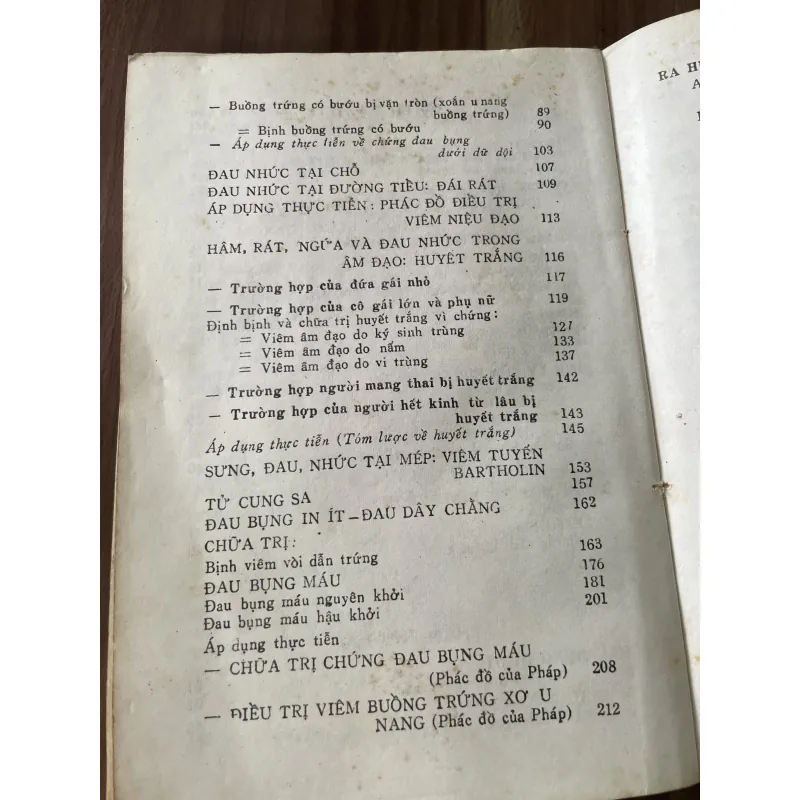 — Buồng trứng có bướu bị vặn tròn (xoắn u nang
buồng trứng) 89
= Bịnh buồng trứng có bướu 90
— Áp dụng thực tiễn về chứng đau bụng
dưới dữ dội 103
ĐAU NHỨC TẠI CHỖ 107
ĐAU NHỨC TẠI ĐƯỜNG TIỂU: ĐÁI RÁT 109
ÁP DỤNG THỰC TIỄN: PHÁC ĐỒ ĐIỀU TRỊ
VIÊM NIỆU ĐẠO 113
HÂM, RÁT, NGỨA VÀ ĐAU NHỨC TRONG
ÂM ĐẠO: HUYẾT TRẮNG 116
— Trường hợp của đứa gái nhỏ 117
— Trường hợp của cô gái lớn và phụ nữ 119
Định bịnh và chữa trị huyết trắng vì chứng:
= Viêm âm đạo do ký sinh trùng 127
= Viêm âm đạo do nấm 133
= Viêm âm đạo do vi trùng 137
— Trường hợp người mang thai bị huyết trắng 142
— Trường hợp của người hết kinh từ lâu bị
huyết trắng 143
Áp dụng thực tiễn (Tóm lược về huyết trắng) 145
SƯNG, ĐAU, NHỨC TẠI MÉP: VIÊM TUYẾN
BARTHOLIN 153
TỬ CUNG SA 157
ĐAU BỤNG IN ÍT — ĐAU DÂY CHẰNG 162
CHỮA TRỊ:
Bịnh viêm vòi dẫn trứng 163
ĐAU BỤNG MÁU 176
Đau bụng máu nguyên khởi 181
Đau bụng máu hậu khởi 201
Áp dụng thực tiễn
— CHỮA TRỊ CHỨNG ĐAU BỤNG MÁU
(Phác đồ của Pháp) 208
— ĐIỀU TRỊ VIÊM BUỒNG TRỨNG XƠ U
NANG (Phác đồ của Pháp) 212
RA
A